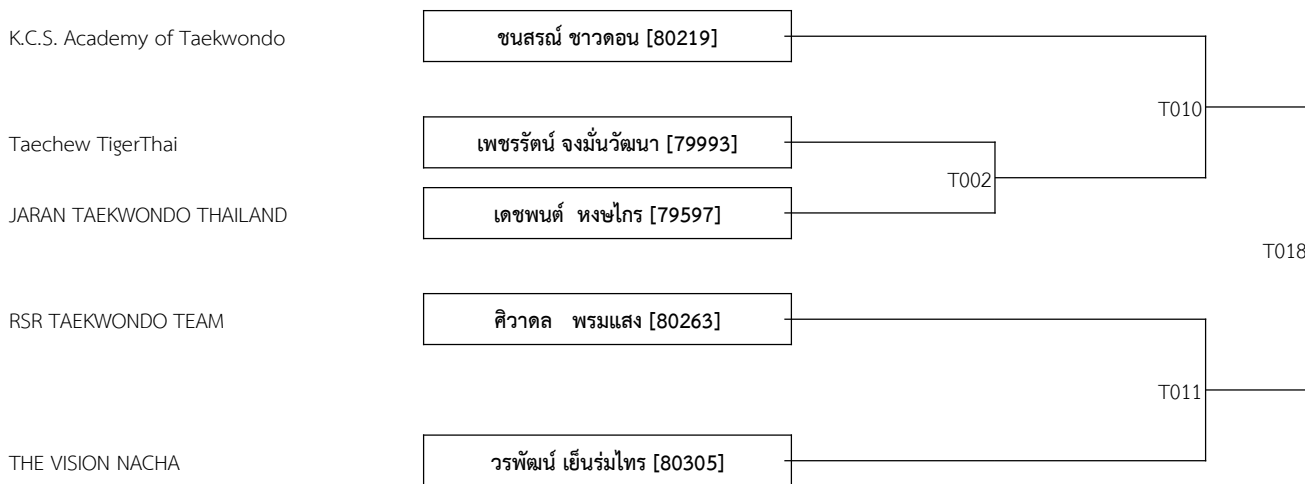 K.C.S. Academy of Taekwondo ชนสรณ์ ชาวดอน [80219]
T010
Taechew TigerThai เพชรรัตน์ จงมั่นวัฒนา [79993]
T002
JARAN TAEKWONDO THAILAND เดชพนต์ หงษไกร [79597]
T018
RSR TAEKWONDO TEAM ศิวาดล พรมแสง [80263]
T011
THE VISION NACHA วรพัฒน์ เย็นร่มไทร [80305]